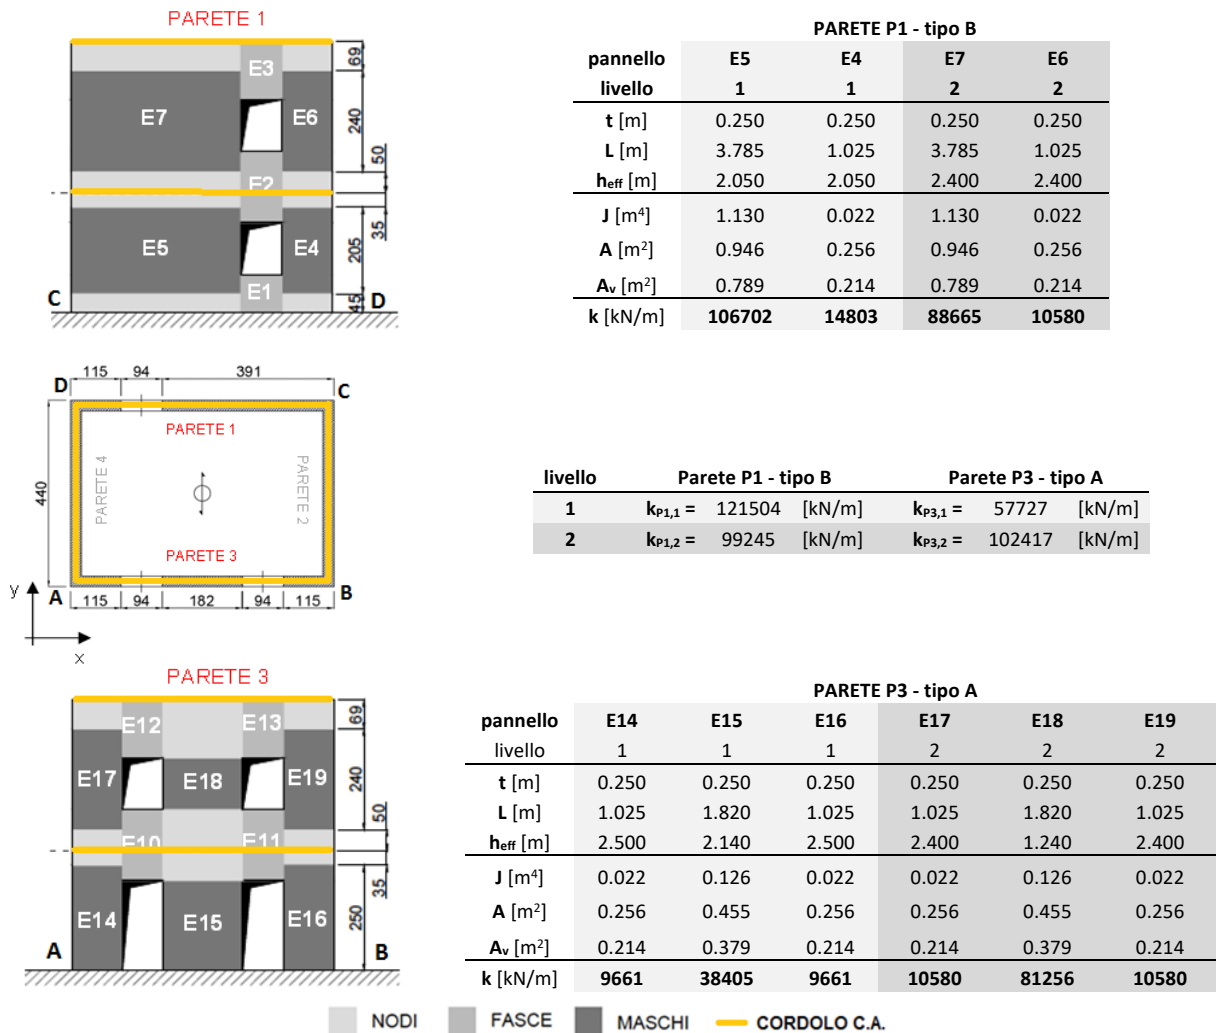 PARETE 1
E3
E7
E6
E2
E5
E4
E1
C
D
69
240
50
35
205
45
PARETE P1 - tipo B
pannello E5 E4 E7 E6
livello 1 1 2 2
t [m] 0.250 0.250 0.250 0.250
L [m] 3.785 1.025 3.785 1.025
heff [m] 2.050 2.050 2.400 2.400
J [m⁴] 1.130 0.022 1.130 0.022
A [m²] 0.946 0.256 0.946 0.256
Av [m²] 0.789 0.214 0.789 0.214
k [kN/m] 106702 14803 88665 10580
D 115 94 391 C
PARETE 1
PARETE 4
PARETE 2
440
PARETE 3
y
A 115 94 182 94 115 B
x
livello Parete P1 - tipo B Parete P3 - tipo A
1 kP1,1 = 121504 [kN/m] kP3,1 = 57727 [kN/m]
2 kP1,2 = 99245 [kN/m] kP3,2 = 102417 [kN/m]
PARETE 3
E12 E13
E17 E18 E19
E10 E11
E14 E15 E16
A B
69
240
50
35
250
PARETE P3 - tipo A
pannello E14 E15 E16 E17 E18 E19
livello 1 1 1 2 2 2
t [m] 0.250 0.250 0.250 0.250 0.250 0.250
L [m] 1.025 1.820 1.025 1.025 1.820 1.025
heff [m] 2.500 2.140 2.500 2.400 1.240 2.400
J [m⁴] 0.022 0.126 0.022 0.022 0.126 0.022
A [m²] 0.256 0.455 0.256 0.256 0.455 0.256
Av [m²] 0.214 0.379 0.214 0.214 0.379 0.214
k [kN/m] 9661 38405 9661 10580 81256 10580
NODI FASCE MASCHI CORDOLO C.A.